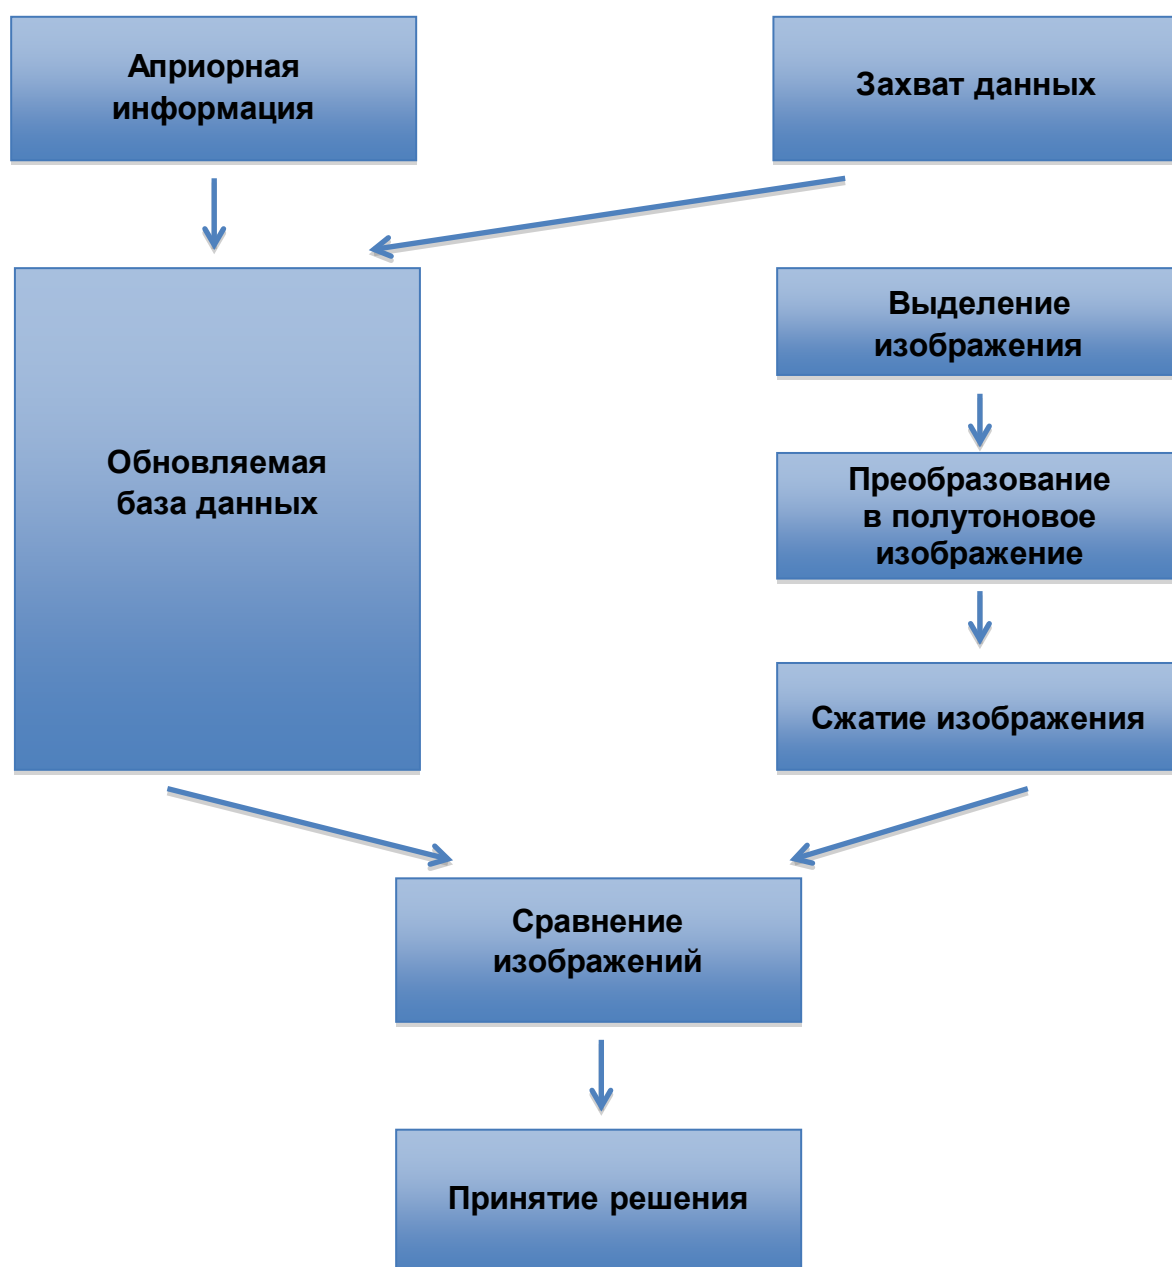 Априорная
информация
Захват данных
Обновляемая
база данных
Выделение
изображения
Преобразование
в полутоновое
изображение
Сжатие изображения
Сравнение
изображений
Принятие решения